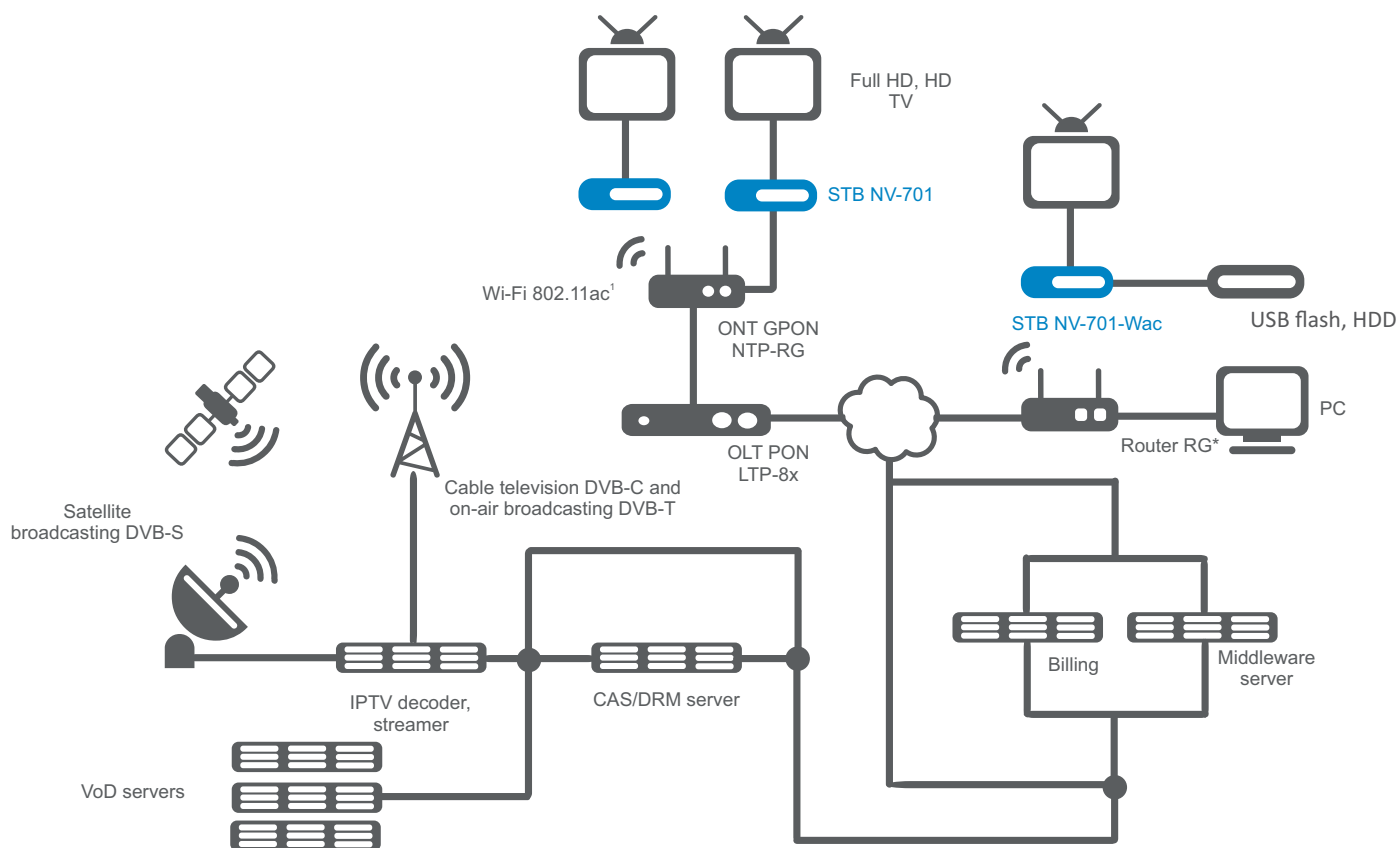 Full HD, HD
TV
STB NV-701
Wi-Fi 802.11ac¹
ONT GPON
NTP-RG
STB NV-701-Wac
USB flash, HDD
PC
Router RG*
OLT PON
LTP-8x
Cable television DVB-C and
on-air broadcasting DVB-T
Satellite
broadcasting DVB-S
IPTV decoder,
streamer
CAS/DRM server
Billing
Middleware
server
VoD servers